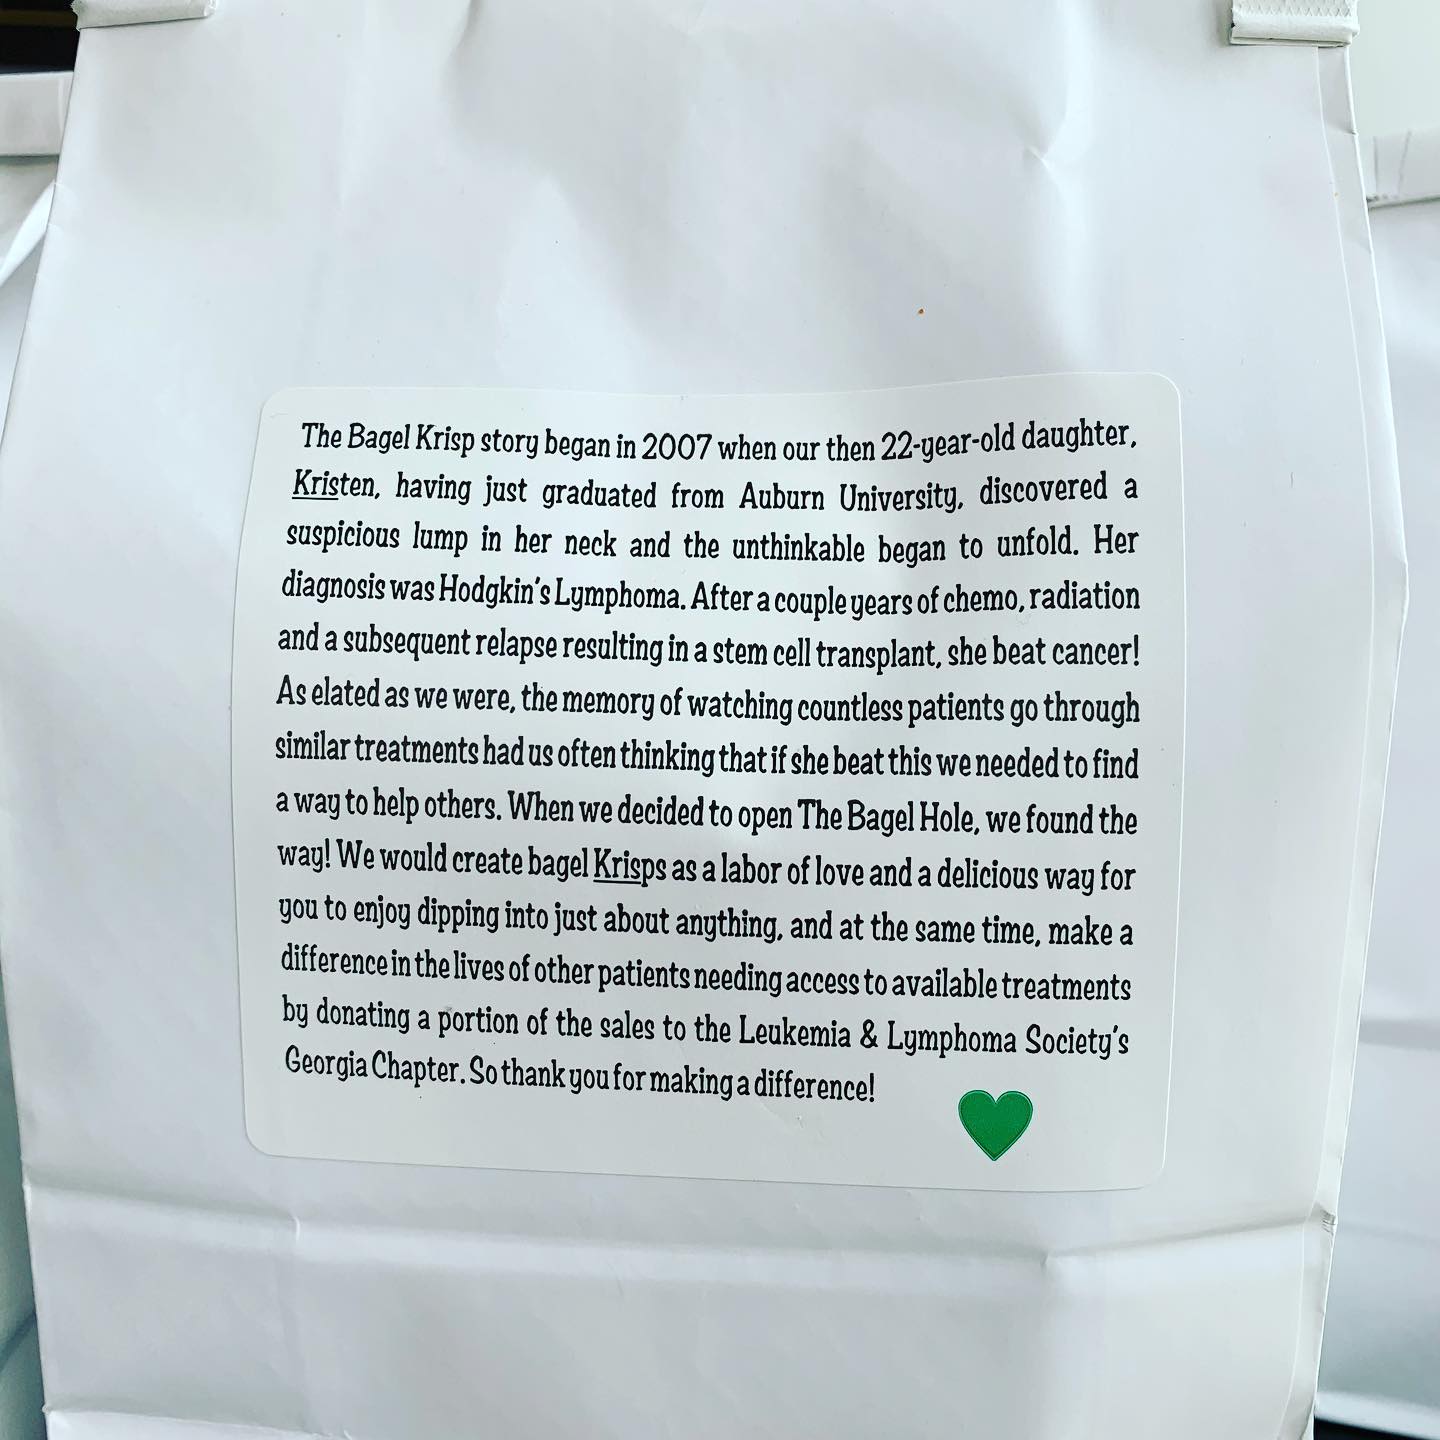 The Bagel Krisp story began in 2007 when our then 22-year-old daughter,
Kristen, having just graduated from Auburn University, discovered a
suspicious lump in her neck and the unthinkable began to unfold. Her
diagnosis was Hodgkin's Lymphoma. After a couple years of chemo, radiation
and a subsequent relapse resulting in a stem cell transplant, she beat cancer!
As elated as we were, the memory of watching countless patients go through
similar treatments had us often thinking that if she beat this we needed to find
a way to help others. When we decided to open The Bagel Hole, we found the
way! We would create bagel Krisps as a labor of love and a delicious way for
you to enjoy dipping into just about anything, and at the same time, make a
difference in the lives of other patients needing access to available treatments
by donating a portion of the sales to the Leukemia & Lymphoma Society's
Georgia Chapter. So thank you for making a difference!